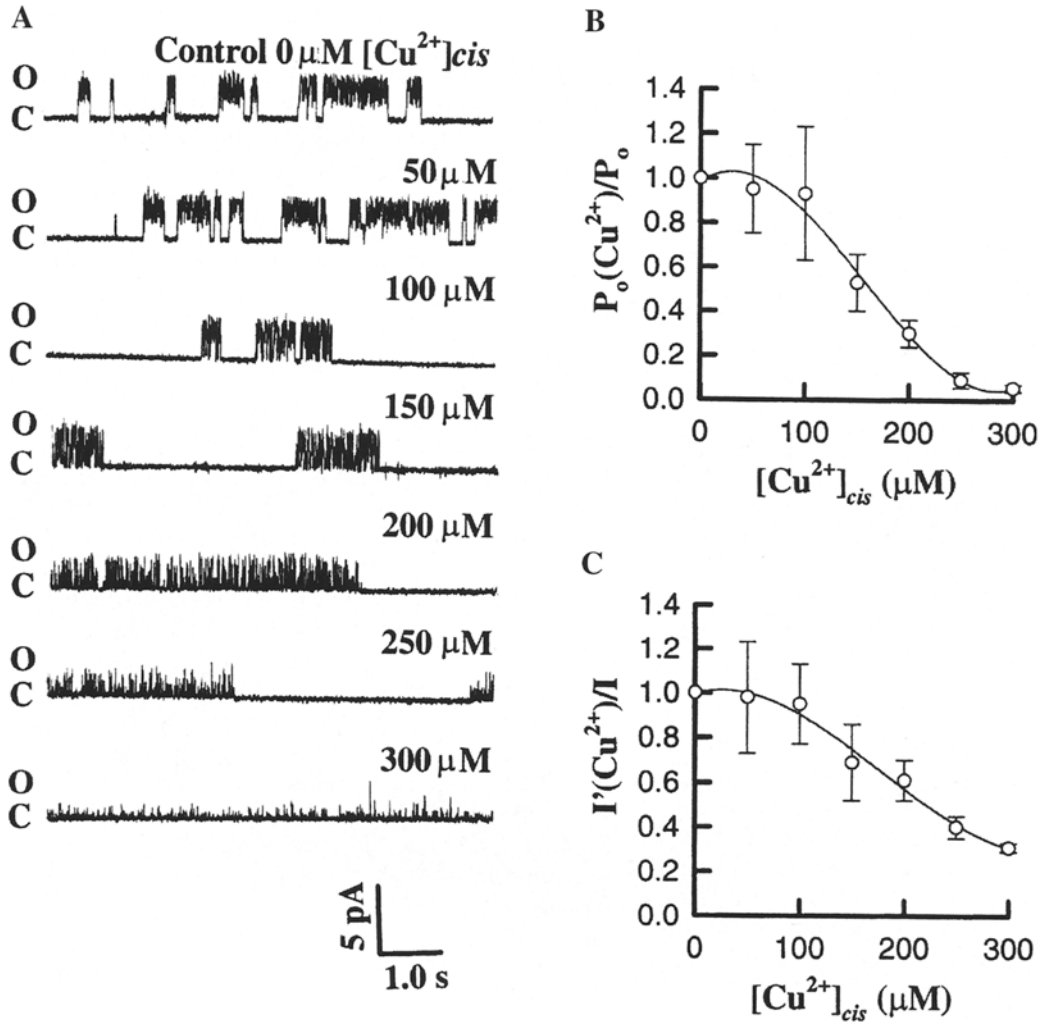 A
Control 0 μM [Cu²⁺]cis
O
C
50 μM
O
C
100 μM
O
C
150 μM
O
C
200 μM
O
C
250 μM
O
C
300 μM
O
C
5 pA
1.0 s
B
Pₒ(Cu²⁺)/Pₒ
1.4
1.2
1.0
0.8
0.6
0.4
0.2
0.0
0
100
200
300
[Cu²⁺]cis (μM)
C
I'(Cu²⁺)/I
1.4
1.2
1.0
0.8
0.6
0.4
0.2
0.0
0
100
200
300
[Cu²⁺]cis (μM)